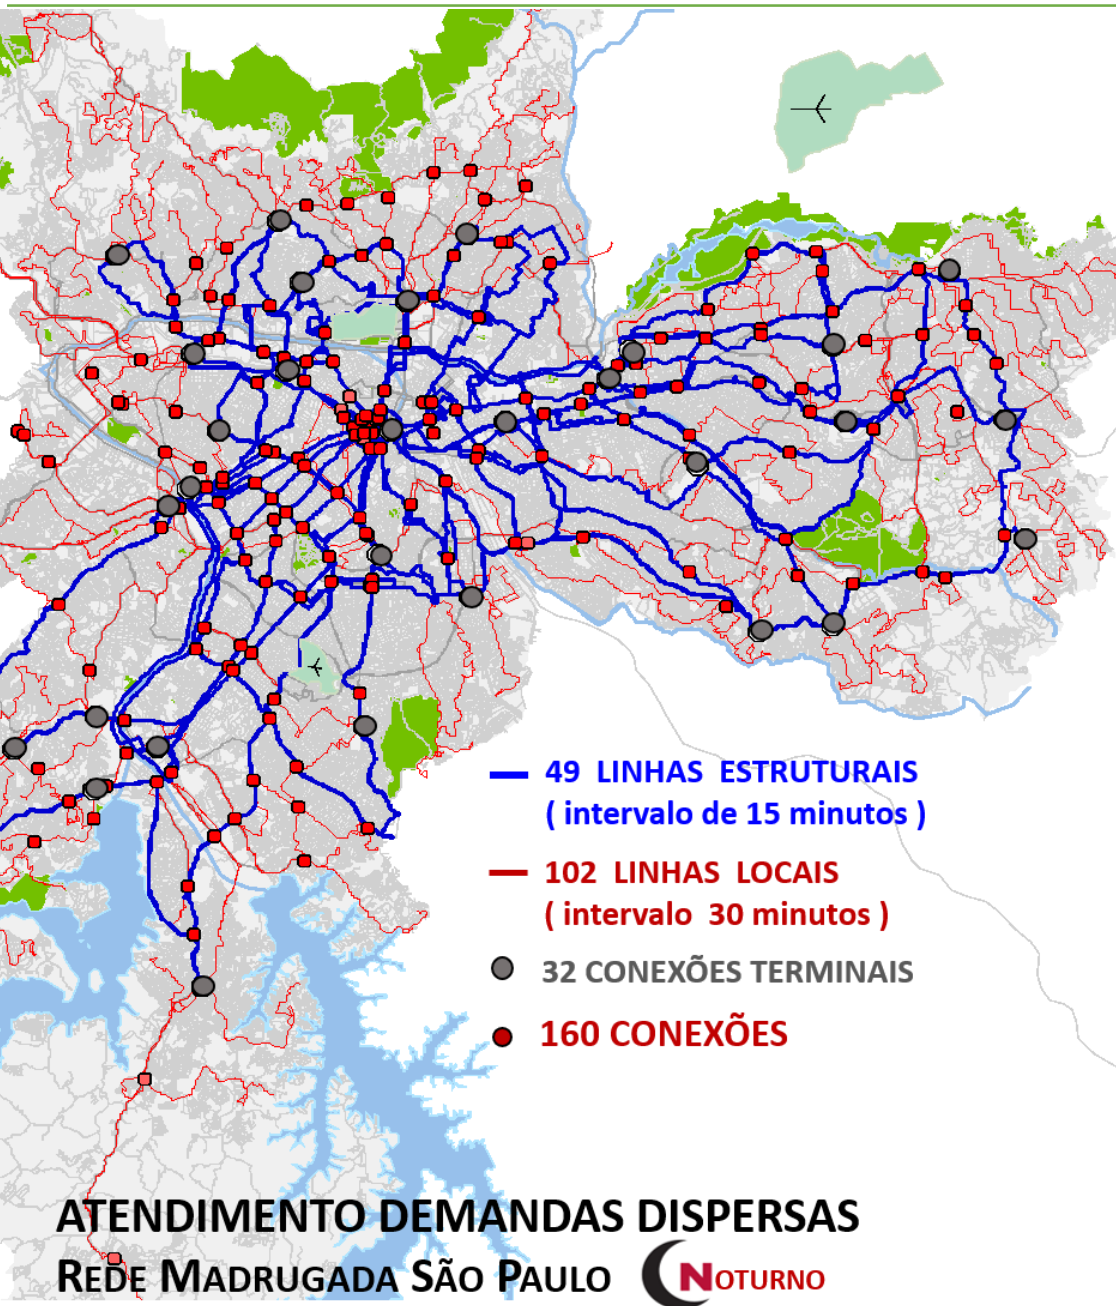 49 LINHAS ESTRUTURAIS
( intervalo de 15 minutos )
102 LINHAS LOCAIS
( intervalo 30 minutos )
32 CONEXÕES TERMINAIS
160 CONEXÕES
ATENDIMENTO DEMANDAS DISPERSAS
REDE MADRUGADA SÃO PAULO NOTURNO